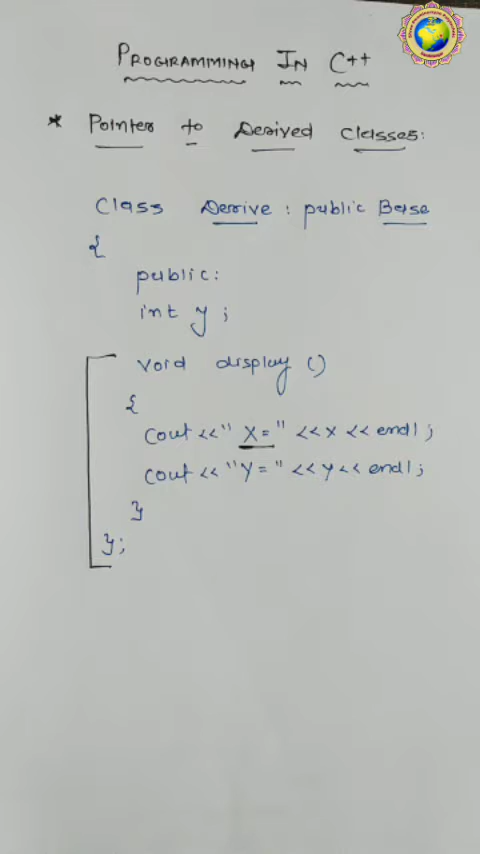 PROGRAMMING IN C++
* Pointer to Derived Classes:
Class Derive : public Base
{
public:
int y;
void display ()
{
Cout <<" X= " <<x << endl;
Cout << "Y= " << y<< endl;
}
};